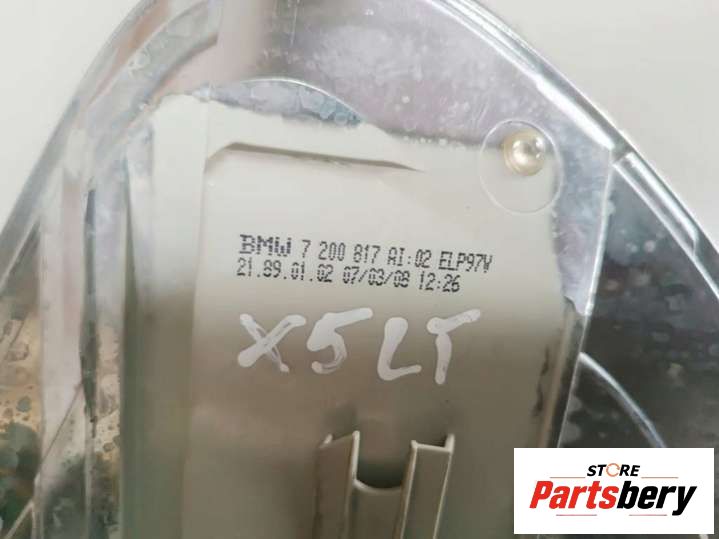 BMW 7 200 817 AI:02 ELP97V
21.89.01.02 07/03/08 12:26
X5LT
STORE
Partsbery